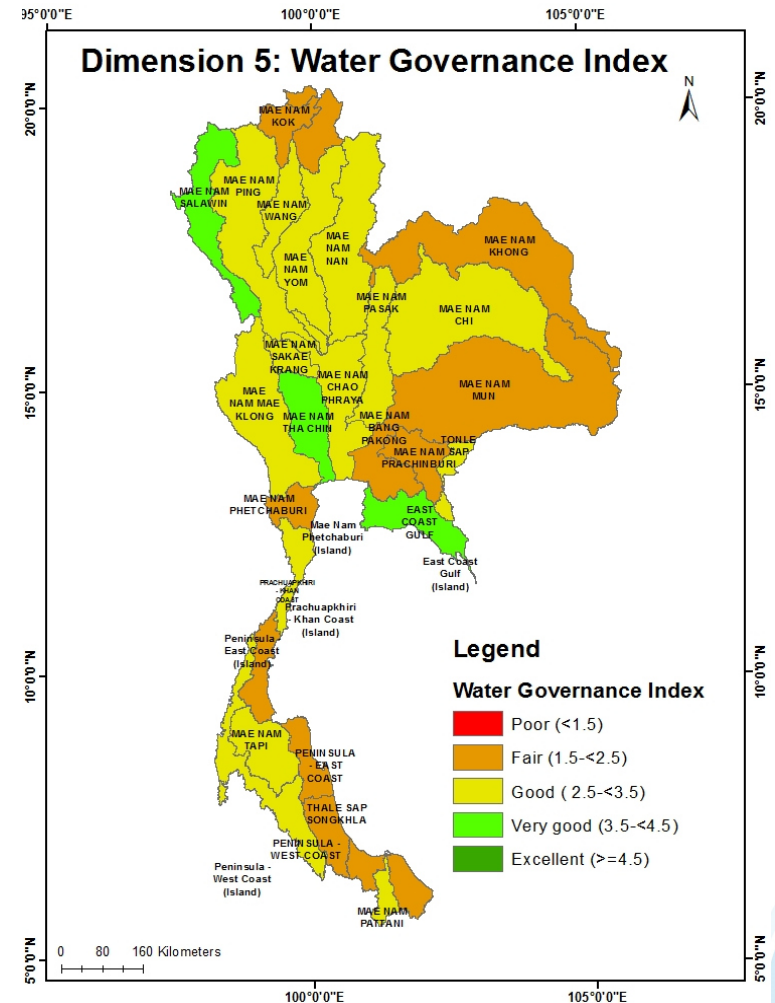 95°0'0"E
100°0'0"E
105°0'0"E
Dimension 5: Water Governance Index
N
20°0'0"N
20°0'0"N
MAE NAM
KOK
MAE NAM
PING
MAE NAM
SALAWIN
MAE NAM
WANG
MAE
NAM
NAN
MAE
NAM
YOM
MAE NAM
KHONG
MAE NAM
PASAK
MAE NAM
CHI
MAE NAM
SAKAE
KRANG
MAE NAM
CHAO
PHRAYA
MAE NAM
MUN
15°0'0"N
15°0'0"N
MAE
NAM MAE
KLONG
MAE NAM
THA CHIN
MAE NAM
BANG
PAKONG
TONLE
SAP
MAE NAM
PRACHINBURI
MAE NAM
PHETCHABURI
Mae Nam
Phetchaburi
(Island)
EAST
COAST
GULF
East Coast
Gulf
(Island)
PRACHUAPKHIRI
- KHAN
COAST
Prachuapkhiri
- Khan Coast
(Island)
Peninsula -
East Coast
(Island)
10°0'0"N
10°0'0"N
Legend
Water Governance Index
Poor (<1.5)
Fair (1.5-<2.5)
Good ( 2.5-<3.5)
Very good (3.5-<4.5)
Excellent (>=4.5)
MAE NAM
TAPI
PENINSULA
- EAST
COAST
THALE SAP
SONGKHLA
PENINSULA -
WEST COAST
Peninsula -
West Coast
(Island)
MAE NAM
PATTANI
0 80 160 Kilometers
5°0'0"N
5°0'0"N
100°0'0"E
105°0'0"E